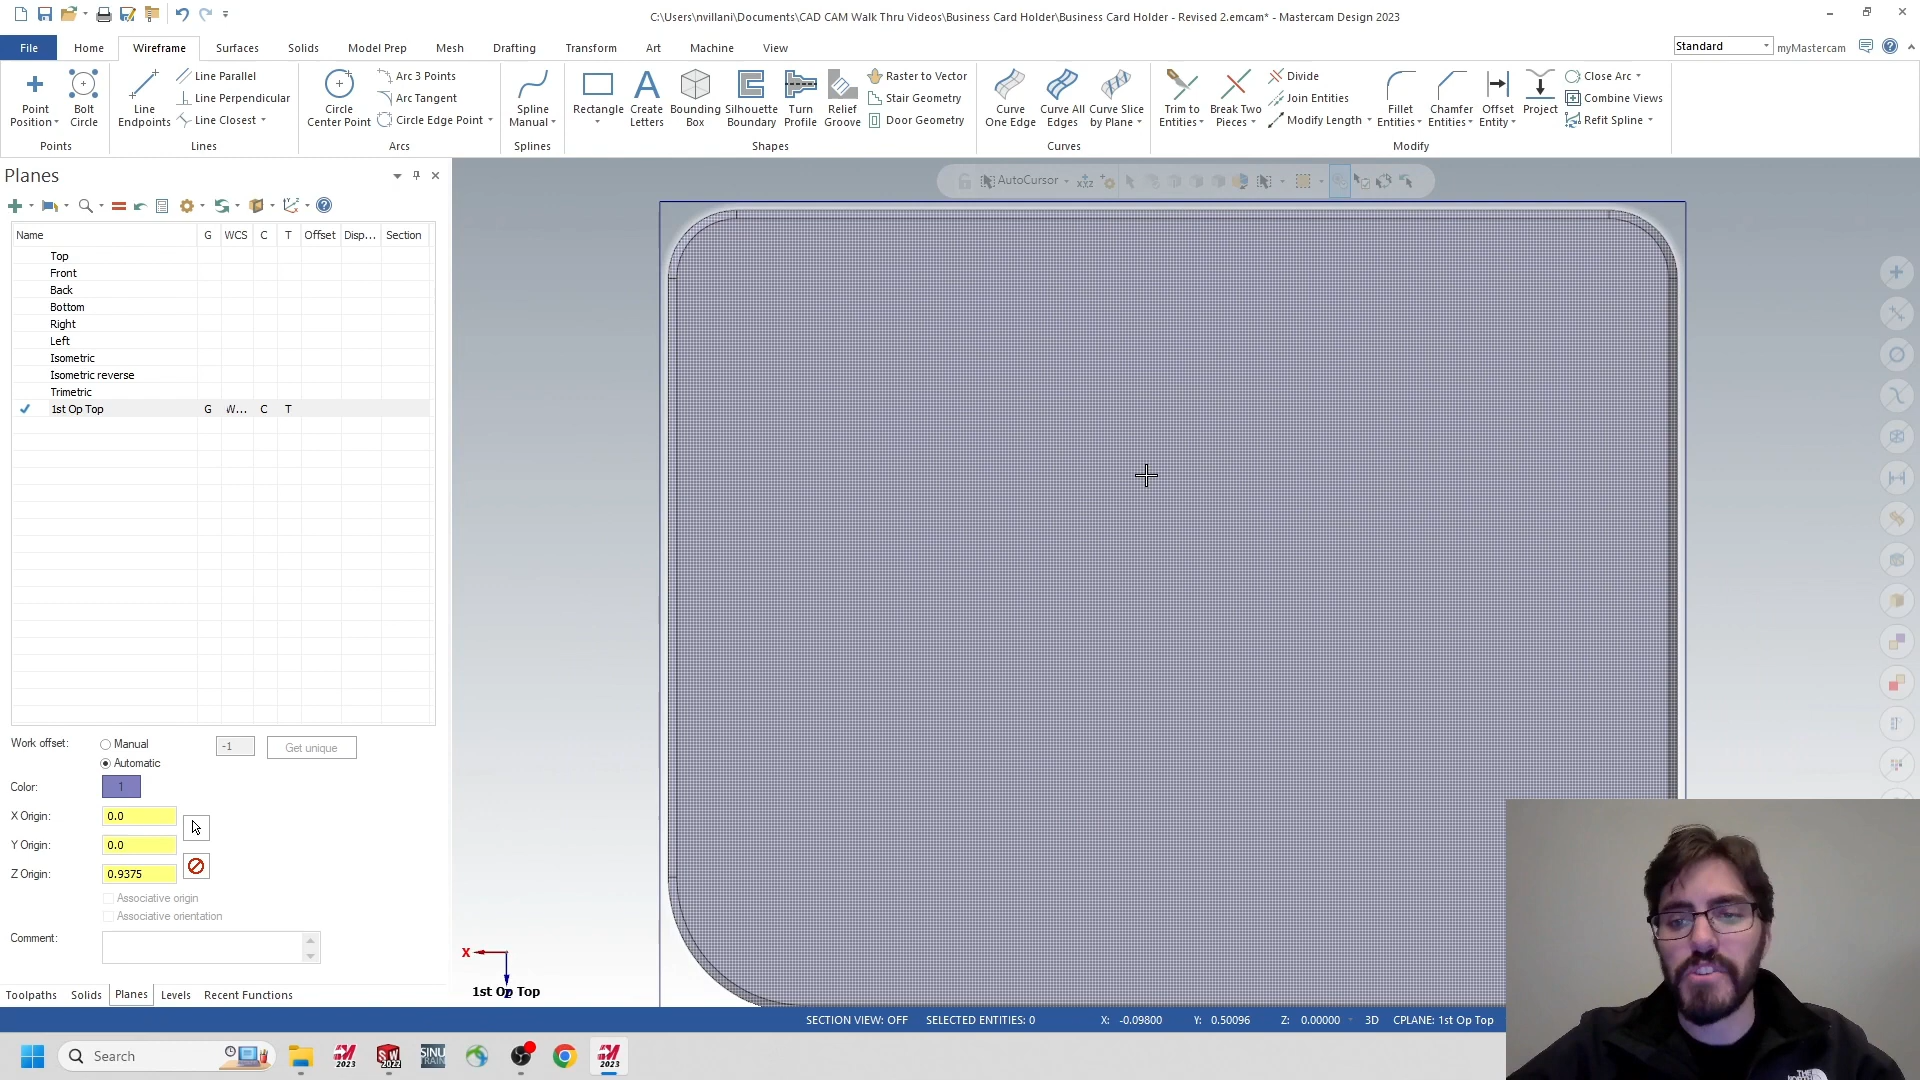 C:\Users\nvillani\Documents\CAD CAM Walk Thru Videos\Business Card Holder\Business Card Holder - Revised 2.emcam* - Mastercam Design 2023
File Home Wireframe Surfaces Solids Model Prep Mesh Drafting Transform Art Machine View
Standard myMastercam
Point Position
Bolt Circle
Points
Line Endpoints
Line Parallel
Line Perpendicular
Line Closest
Lines
Circle Center Point
Arc 3 Points
Arc Tangent
Circle Edge Point
Arcs
Spline Manual
Splines
Rectangle
Create Letters
Bounding Box
Silhouette Boundary
Turn Profile
Relief Groove
Raster to Vector
Stair Geometry
Door Geometry
Shapes
Curve One Edge
Curve All Edges
Curve Slice by Plane
Curves
Trim to Entities
Break Two Pieces
Divide
Join Entities
Modify Length
Fillet Entities
Chamfer Entities
Offset Entity
Project
Close Arc
Combine Views
Refit Spline
Modify
Planes
AutoCursor
Name G WCS C T Offset Disp... Section
Top
Front
Back
Bottom
Right
Left
Isometric
Isometric reverse
Trimetric
1st Op Top G W... C T
Work offset: Manual -1 Get unique
Automatic
Color: 1
X Origin: 0.0
Y Origin: 0.0
Z Origin: 0.9375
Associative origin
Associative orientation
Comment:
X
1st Op Top
Toolpaths Solids Planes Levels Recent Functions
SECTION VIEW: OFF SELECTED ENTITIES: 0 X: -0.09800 Y: 0.50096 Z: 0.00000 3D CPLANE: 1st Op Top
Search
2023
SW
2022
SINU
TRAIN
2023
THE
NORTH